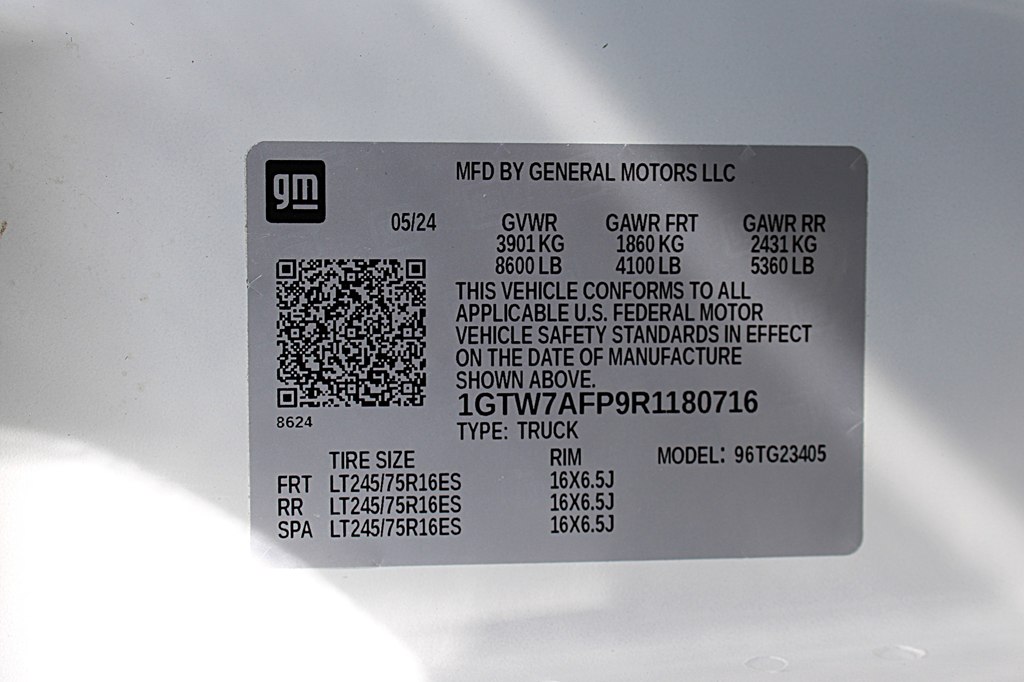 gm
MFD BY GENERAL MOTORS LLC
05/24 GVWR GAWR FRT GAWR RR
3901 KG 1860 KG 2431 KG
8600 LB 4100 LB 5360 LB
THIS VEHICLE CONFORMS TO ALL
APPLICABLE U.S. FEDERAL MOTOR
VEHICLE SAFETY STANDARDS IN EFFECT
ON THE DATE OF MANUFACTURE
SHOWN ABOVE.
1GTW7AFP9R1180716
8624
TYPE: TRUCK
TIRE SIZE RIM MODEL: 96TG23405
FRT LT245/75R16ES 16X6.5J
RR LT245/75R16ES 16X6.5J
SPA LT245/75R16ES 16X6.5J